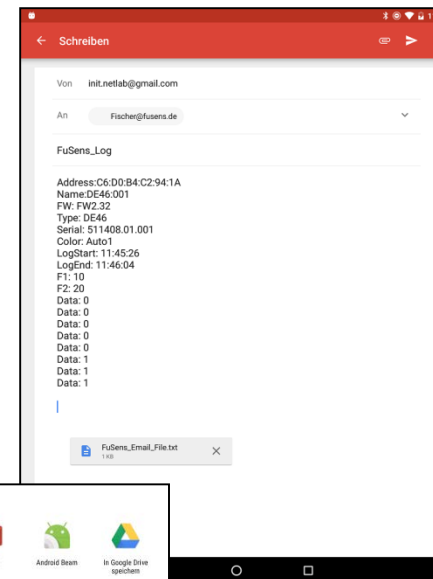 Schreiben
Von init.netlab@gmail.com
An Fischer@fusens.de
FuSens_Log
Address:C6:D0:B4:C2:94:1A
Name:DE46:001
FW: FW2.32
Type: DE46
Serial: 511408.01.001
Color: Auto1
LogStart: 11:45:26
LogEnd: 11:46:04
F1: 10
F2: 20
Data: 0
Data: 0
Data: 0
Data: 0
Data: 0
Data: 1
Data: 1
Data: 1
FuSens_Email_File.txt
1 KB
Android Beam
In Google Drive
speichern